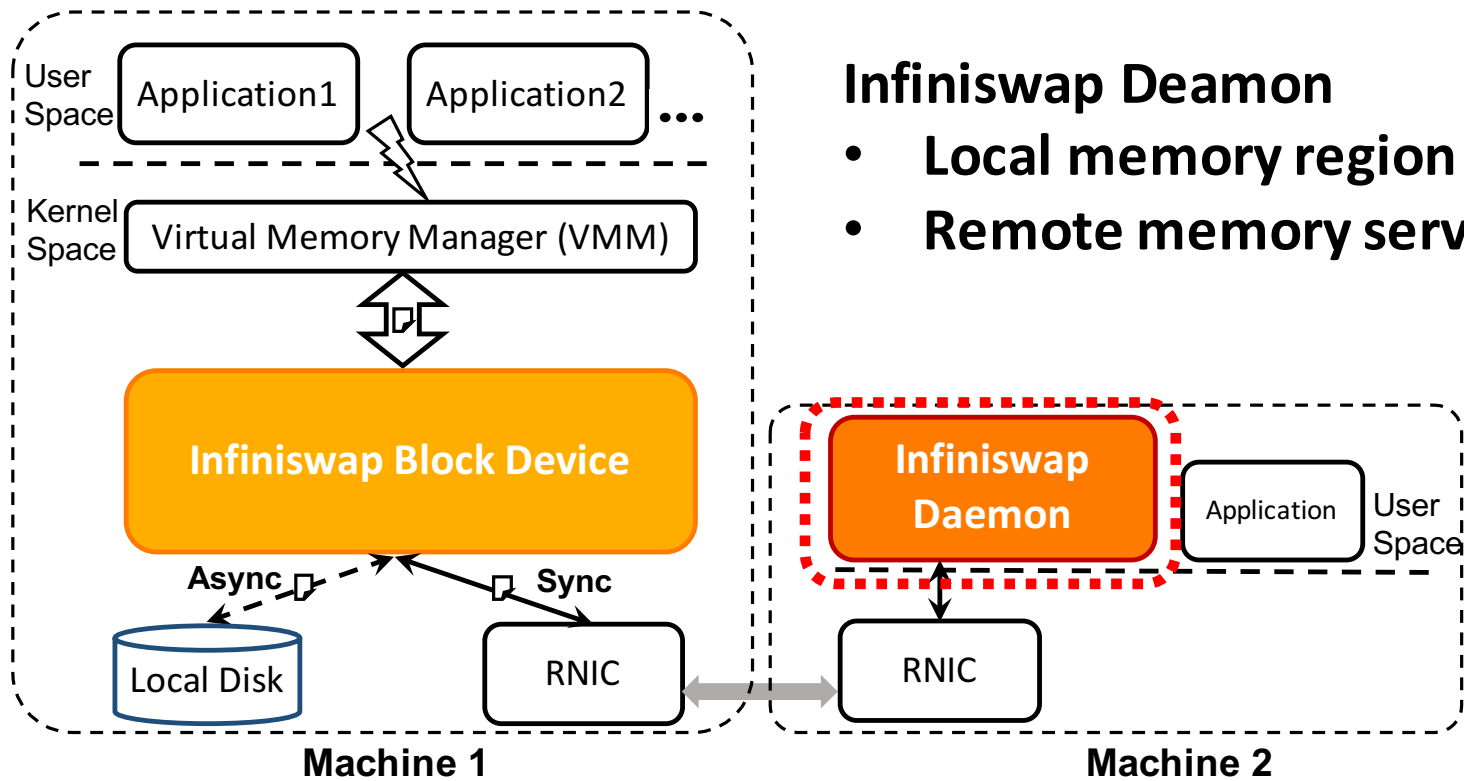 User
Space
Application1
Application2
...
Kernel
Space
Virtual Memory Manager (VMM)
Infiniswap Block Device
Async
Sync
Local Disk
RNIC
Machine 1
Infiniswap Deamon
• Local memory region
• Remote memory serv
Infiniswap
Daemon
Application
User
Space
RNIC
Machine 2